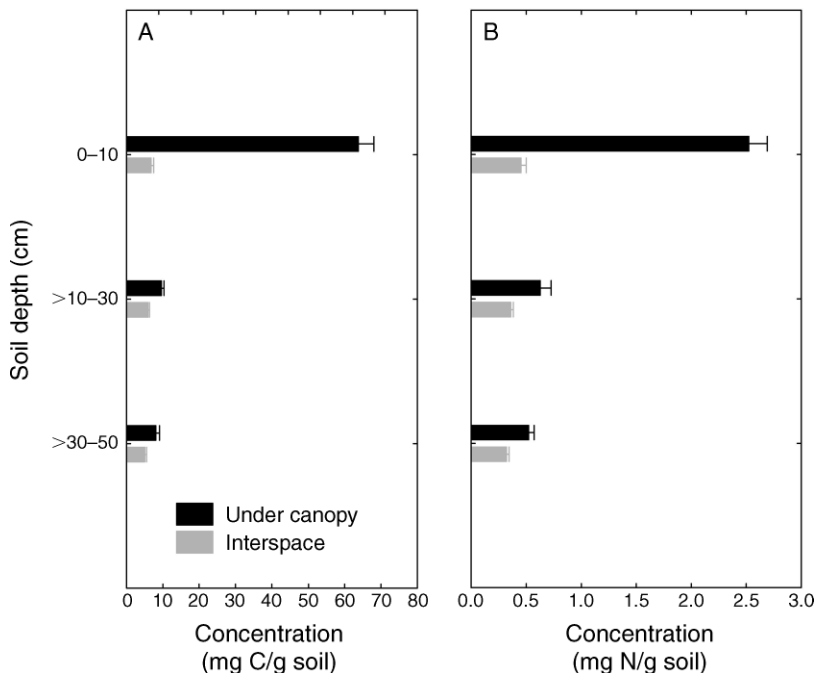 A
B
Soil depth (cm)
0–10
>10–30
>30–50
Under canopy
Interspace
0 10 20 30 40 50 60 70 80
0.0 0.5 1.0 1.5 2.0 2.5 3.0
Concentration
(mg C/g soil)
Concentration
(mg N/g soil)